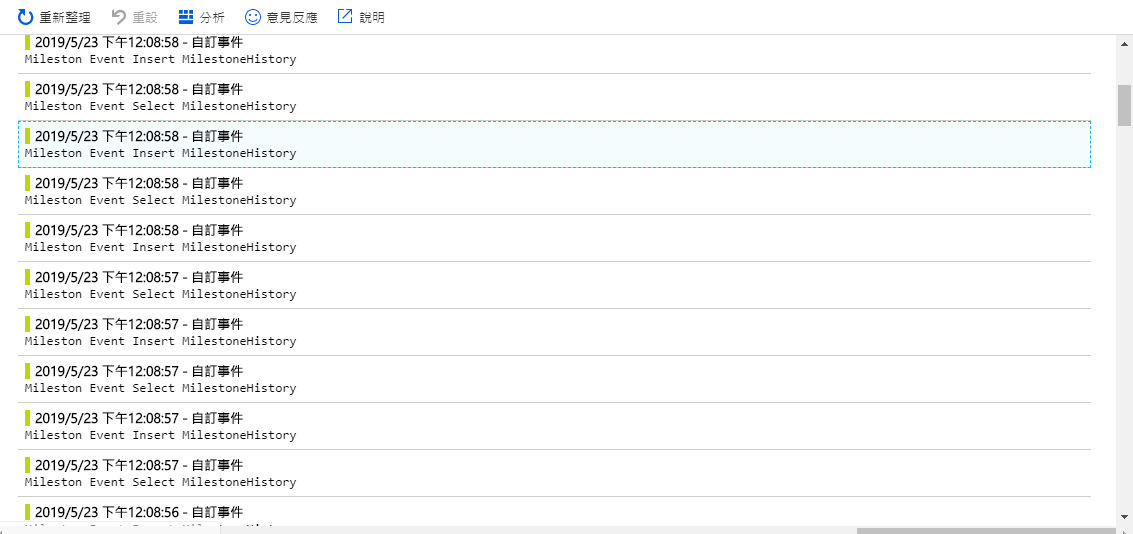 重新整理 重設 分析 意見反應 說明
2019/5/23 下午12:08:58 - 自訂事件
Mileston Event Insert MilestoneHistory
2019/5/23 下午12:08:58 - 自訂事件
Mileston Event Select MilestoneHistory
2019/5/23 下午12:08:58 - 自訂事件
Mileston Event Insert MilestoneHistory
2019/5/23 下午12:08:58 - 自訂事件
Mileston Event Select MilestoneHistory
2019/5/23 下午12:08:58 - 自訂事件
Mileston Event Insert MilestoneHistory
2019/5/23 下午12:08:57 - 自訂事件
Mileston Event Select MilestoneHistory
2019/5/23 下午12:08:57 - 自訂事件
Mileston Event Insert MilestoneHistory
2019/5/23 下午12:08:57 - 自訂事件
Mileston Event Select MilestoneHistory
2019/5/23 下午12:08:57 - 自訂事件
Mileston Event Insert MilestoneHistory
2019/5/23 下午12:08:57 - 自訂事件
Mileston Event Select MilestoneHistory
2019/5/23 下午12:08:56 - 自訂事件